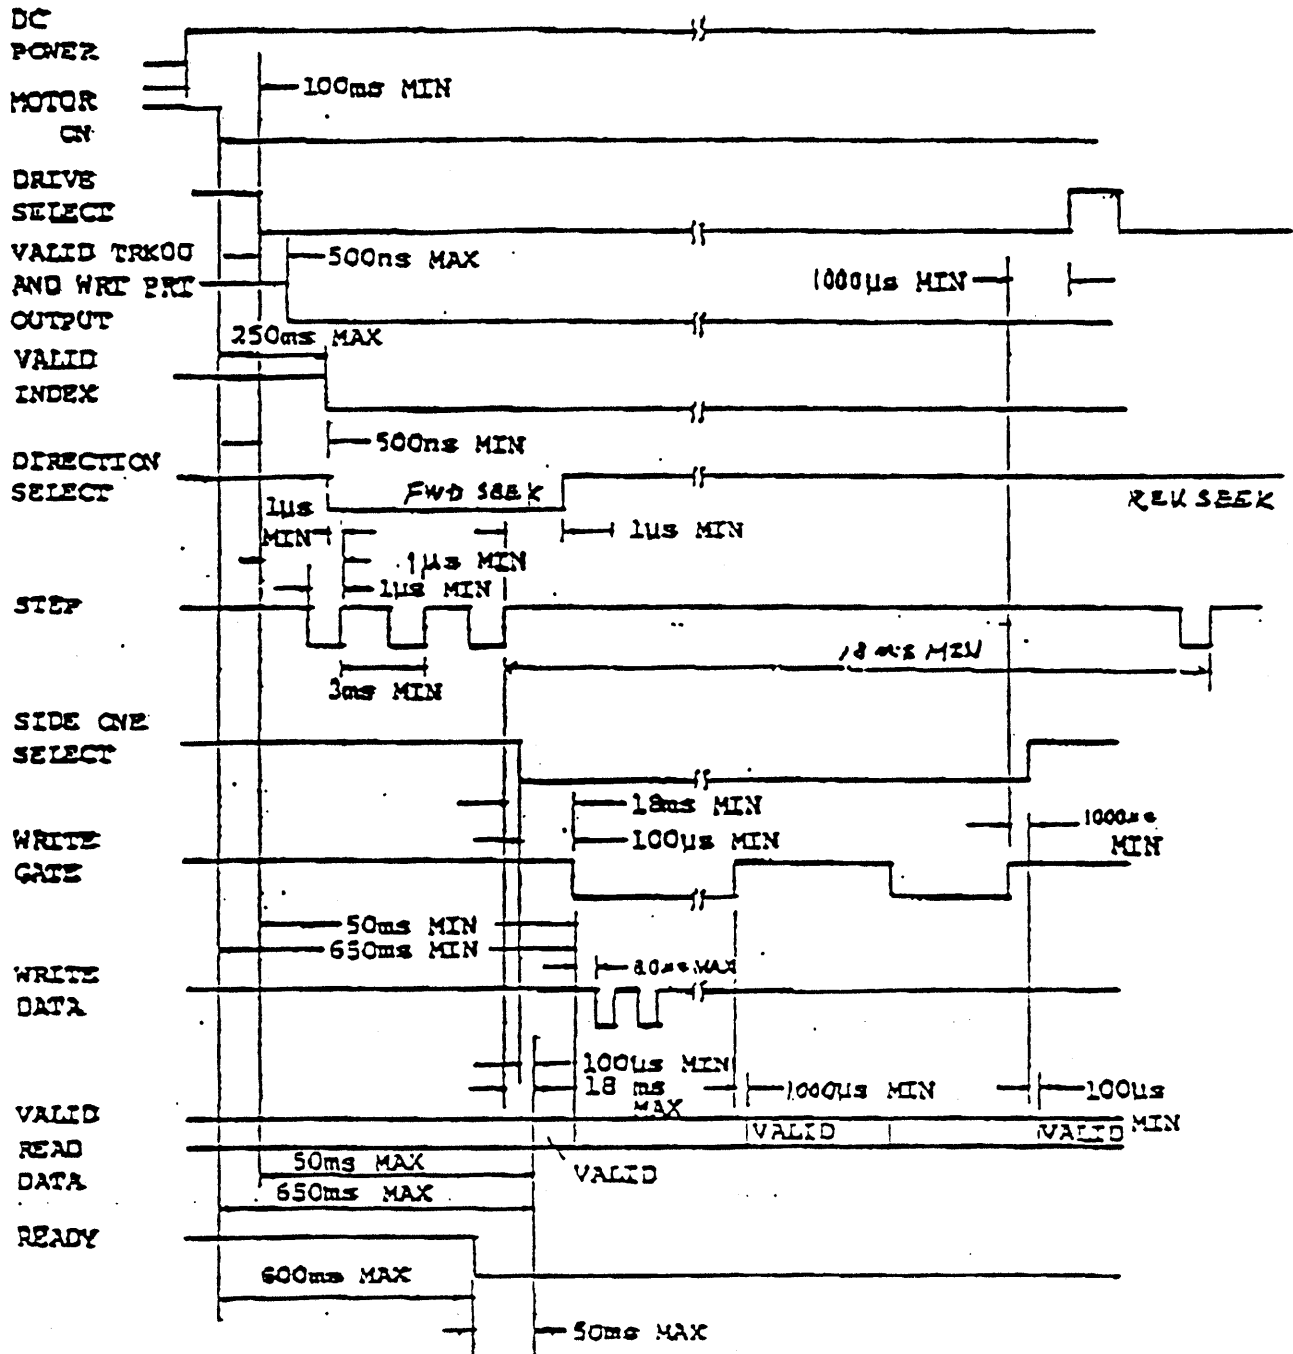 DC
POWER
100ms MIN
MOTOR
ON
DRIVE
SELECT
VALID TRK00
500ns MAX
AND WRT PRT
1000µs MIN
OUTPUT
250ms MAX
VALID
INDEX
500ns MIN
DIRECTION
SELECT
FWD SEEK
REV SEEK
1µs
MIN
1µs MIN
1µs MIN
1µs MIN
STEP
18ms MIN
3ms MIN
SIDE ONE
SELECT
18ms MIN
1000µs
MIN
WRITE
GATE
100µs MIN
50ms MIN
650ms MIN
WRITE
DATA
8.0µs MAX
100µs MIN
18 ms
MAX
1000µs MIN
100µs
MIN
VALID
READ
DATA
VALID
VALID
VALID
50ms MAX
650ms MAX
READY
600ms MAX
50ms MAX